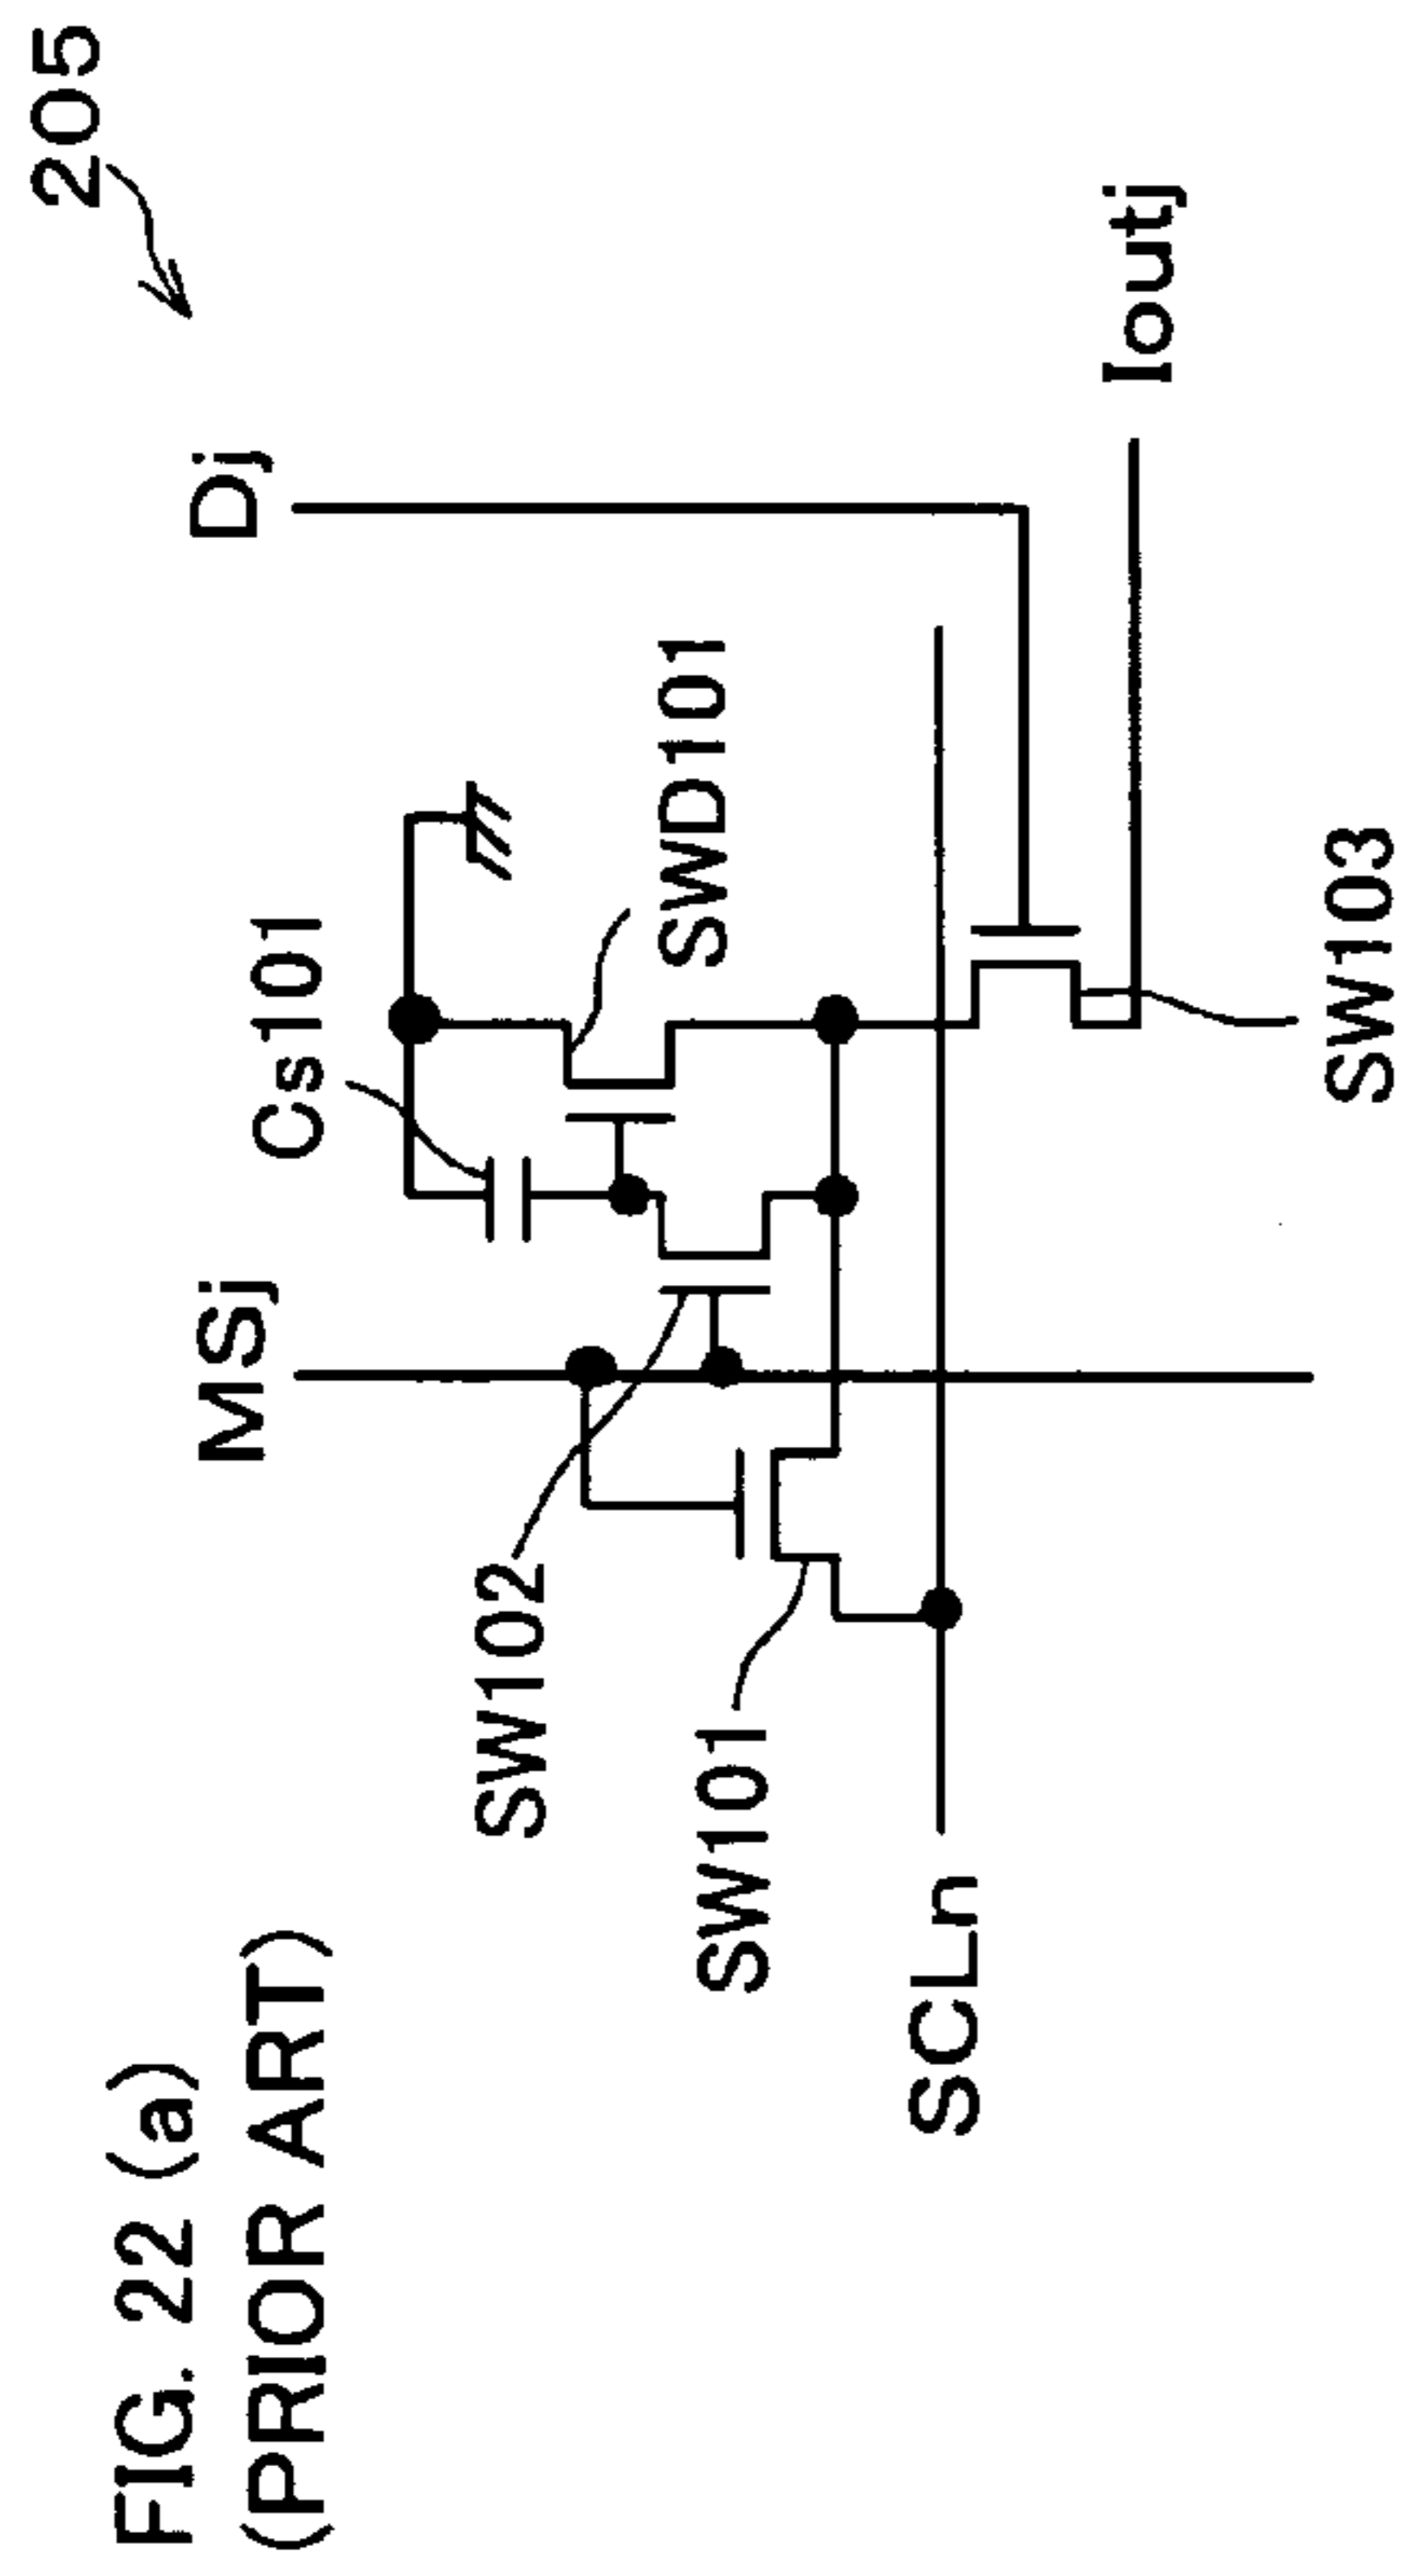 FIG. 22 (a)
(PRIOR ART)
205
MSj
Cs101
Dj
SW102
SWD101
SW101
SCLn
Ioutj
SW103